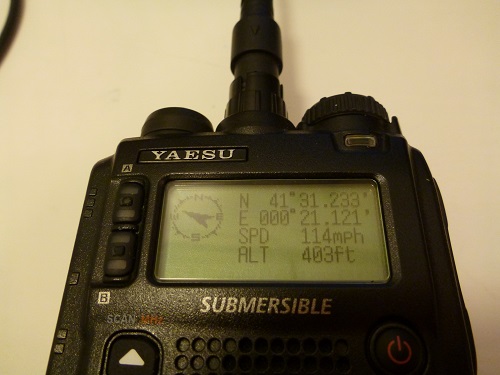 YAESU
A
N 41°31.233'
E 000°21.121'
SPD 114mph
ALT 403ft
N
S
B
SUBMERSIBLE
SCAN